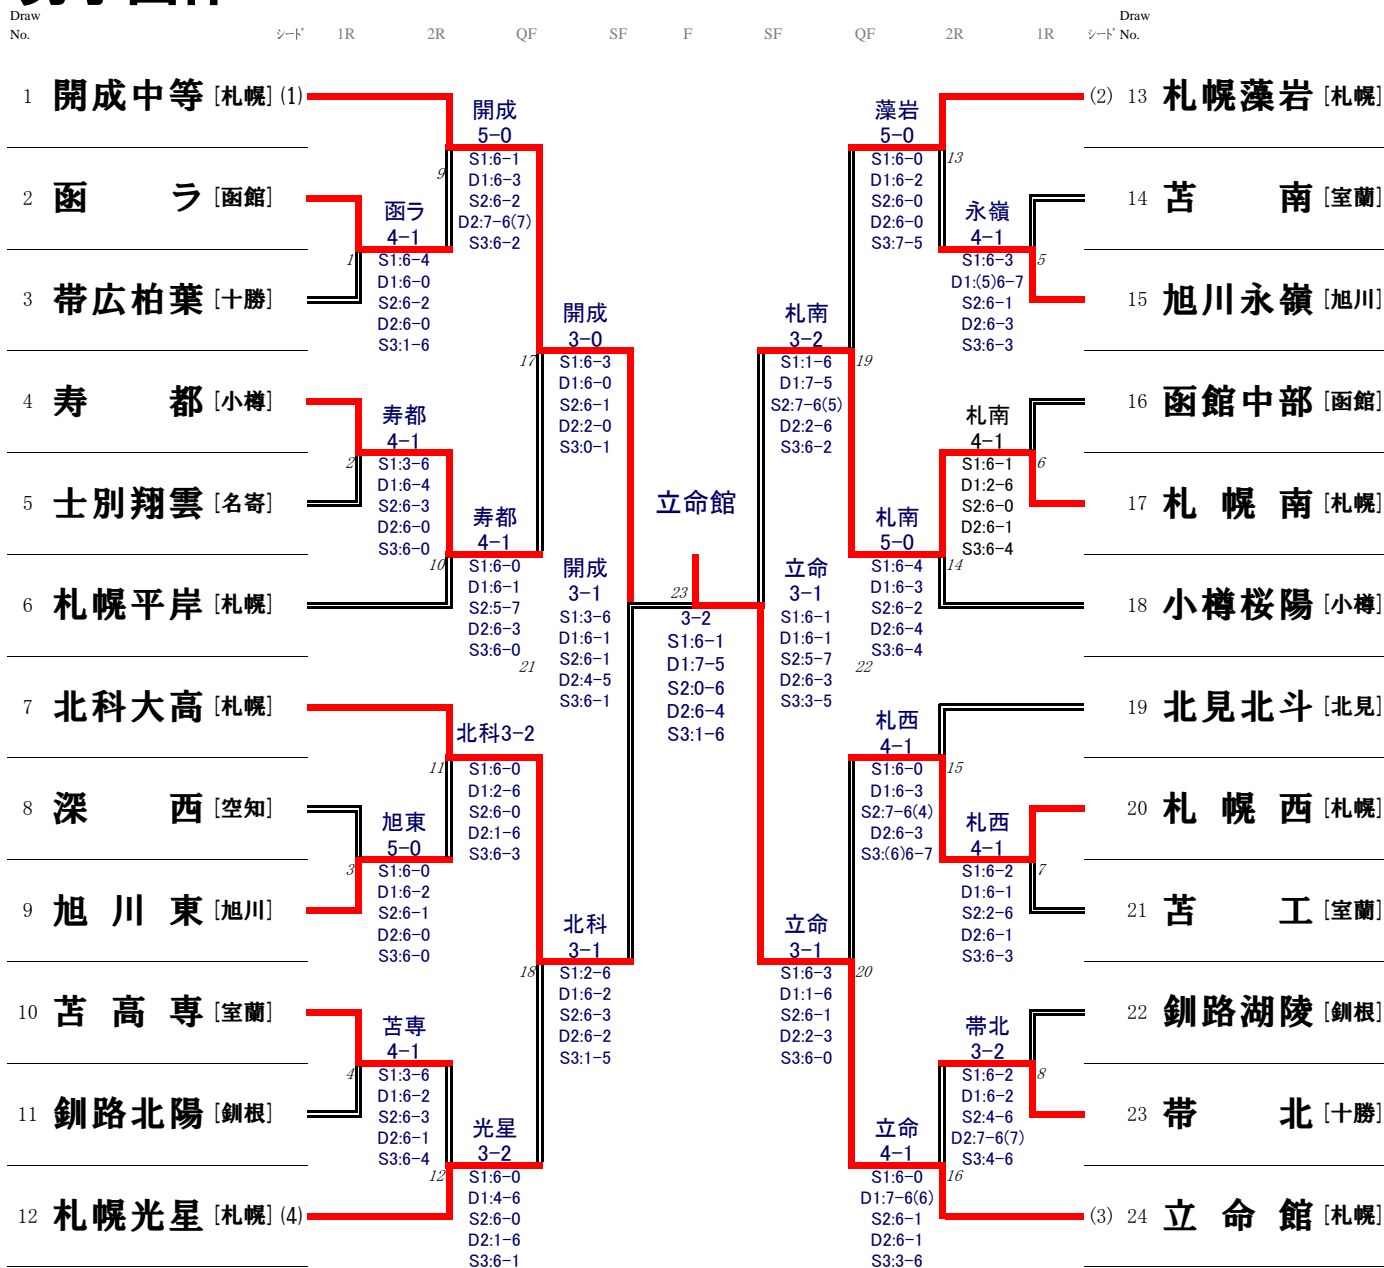 Draw
No.
ｼｰﾄﾞ 1R 2R QF SF F SF QF 2R 1R ｼｰﾄﾞ
Draw
No.
1 開成中等 [札幌] (1)
2 函ラ [函館]
3 帯広柏葉 [十勝]
4 寿都 [小樽]
5 士別翔雲 [名寄]
6 札幌平岸 [札幌]
7 北科大高 [札幌]
8 深西 [空知]
9 旭川東 [旭川]
10 苫高専 [室蘭]
11 釧路北陽 [釧根]
12 札幌光星 [札幌] (4)
1
函ラ
4-1
S1:6-4
D1:6-0
S2:6-2
D2:6-0
S3:1-6
2
寿都
4-1
S1:3-6
D1:6-4
S2:6-3
D2:6-0
S3:6-0
3
旭東
5-0
S1:6-0
D1:6-2
S2:6-1
D2:6-0
S3:6-0
4
苫専
4-1
S1:3-6
D1:6-2
S2:6-3
D2:6-1
S3:6-4
9
開成
5-0
S1:6-1
D1:6-3
S2:6-2
D2:7-6(7)
S3:6-2
10
寿都
4-1
S1:6-0
D1:6-1
S2:5-7
D2:6-3
S3:6-0
11
北科3-2
S1:6-0
D1:2-6
S2:6-0
D2:1-6
S3:6-3
12
光星
3-2
S1:6-0
D1:4-6
S2:6-0
D2:1-6
S3:6-1
17
開成
3-0
S1:6-3
D1:6-0
S2:6-1
D2:2-0
S3:0-1
18
北科
3-1
S1:2-6
D1:6-2
S2:6-3
D2:6-2
S3:1-5
21
開成
3-1
S1:3-6
D1:6-1
S2:6-1
D2:4-5
S3:6-1
立命館
23
3-2
S1:6-1
D1:7-5
S2:0-6
D2:6-4
S3:1-6
立命
3-1
S1:6-1
D1:6-1
S2:5-7
D2:6-3
S3:3-5
22
札南
3-2
S1:1-6
D1:7-5
S2:7-6(5)
D2:2-6
S3:6-2
19
立命
3-1
S1:6-3
D1:1-6
S2:6-1
D2:2-3
S3:6-0
20
藻岩
5-0
S1:6-0
D1:6-2
S2:6-0
D2:6-0
S3:7-5
13
札南
5-0
S1:6-4
D1:6-3
S2:6-2
D2:6-4
S3:6-4
14
札西
4-1
S1:6-0
D1:6-3
S2:7-6(4)
D2:6-3
S3:(6)6-7
15
立命
4-1
S1:6-0
D1:7-6(6)
S2:6-1
D2:6-1
S3:3-6
16
永嶺
4-1
S1:6-3
D1:(5)6-7
S2:6-1
D2:6-3
S3:6-3
5
札南
4-1
S1:6-1
D1:2-6
S2:6-0
D2:6-1
S3:6-4
6
札西
4-1
S1:6-2
D1:6-1
S2:2-6
D2:6-1
S3:6-3
7
帯北
3-2
S1:6-2
D1:6-2
S2:4-6
D2:7-6(7)
S3:4-6
8
(2) 13 札幌藻岩 [札幌]
14 苫南 [室蘭]
15 旭川永嶺 [旭川]
16 函館中部 [函館]
17 札幌南 [札幌]
18 小樽桜陽 [小樽]
19 北見北斗 [北見]
20 札幌西 [札幌]
21 苫工 [室蘭]
22 釧路湖陵 [釧根]
23 帯北 [十勝]
(3) 24 立命館 [札幌]